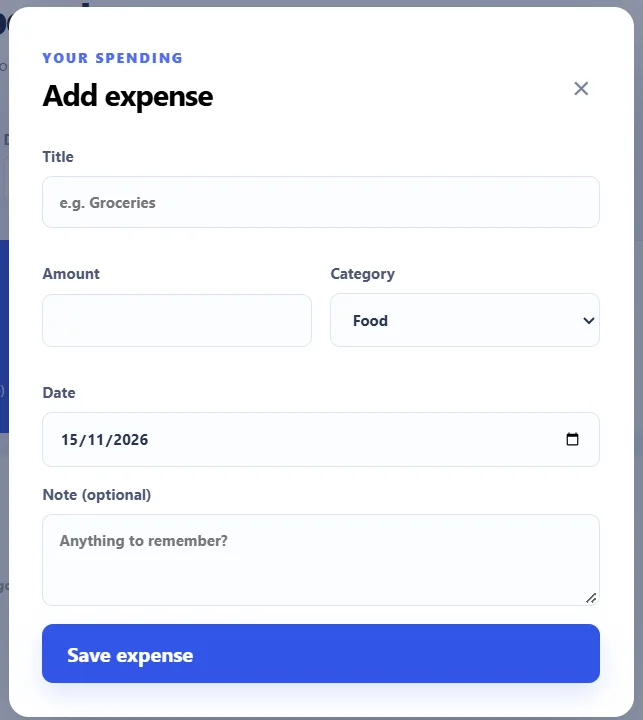 YOUR SPENDING
Add expense
Title
e.g. Groceries
Amount
Category
Food
Date
15/11/2026
Note (optional)
Anything to remember?
Save expense